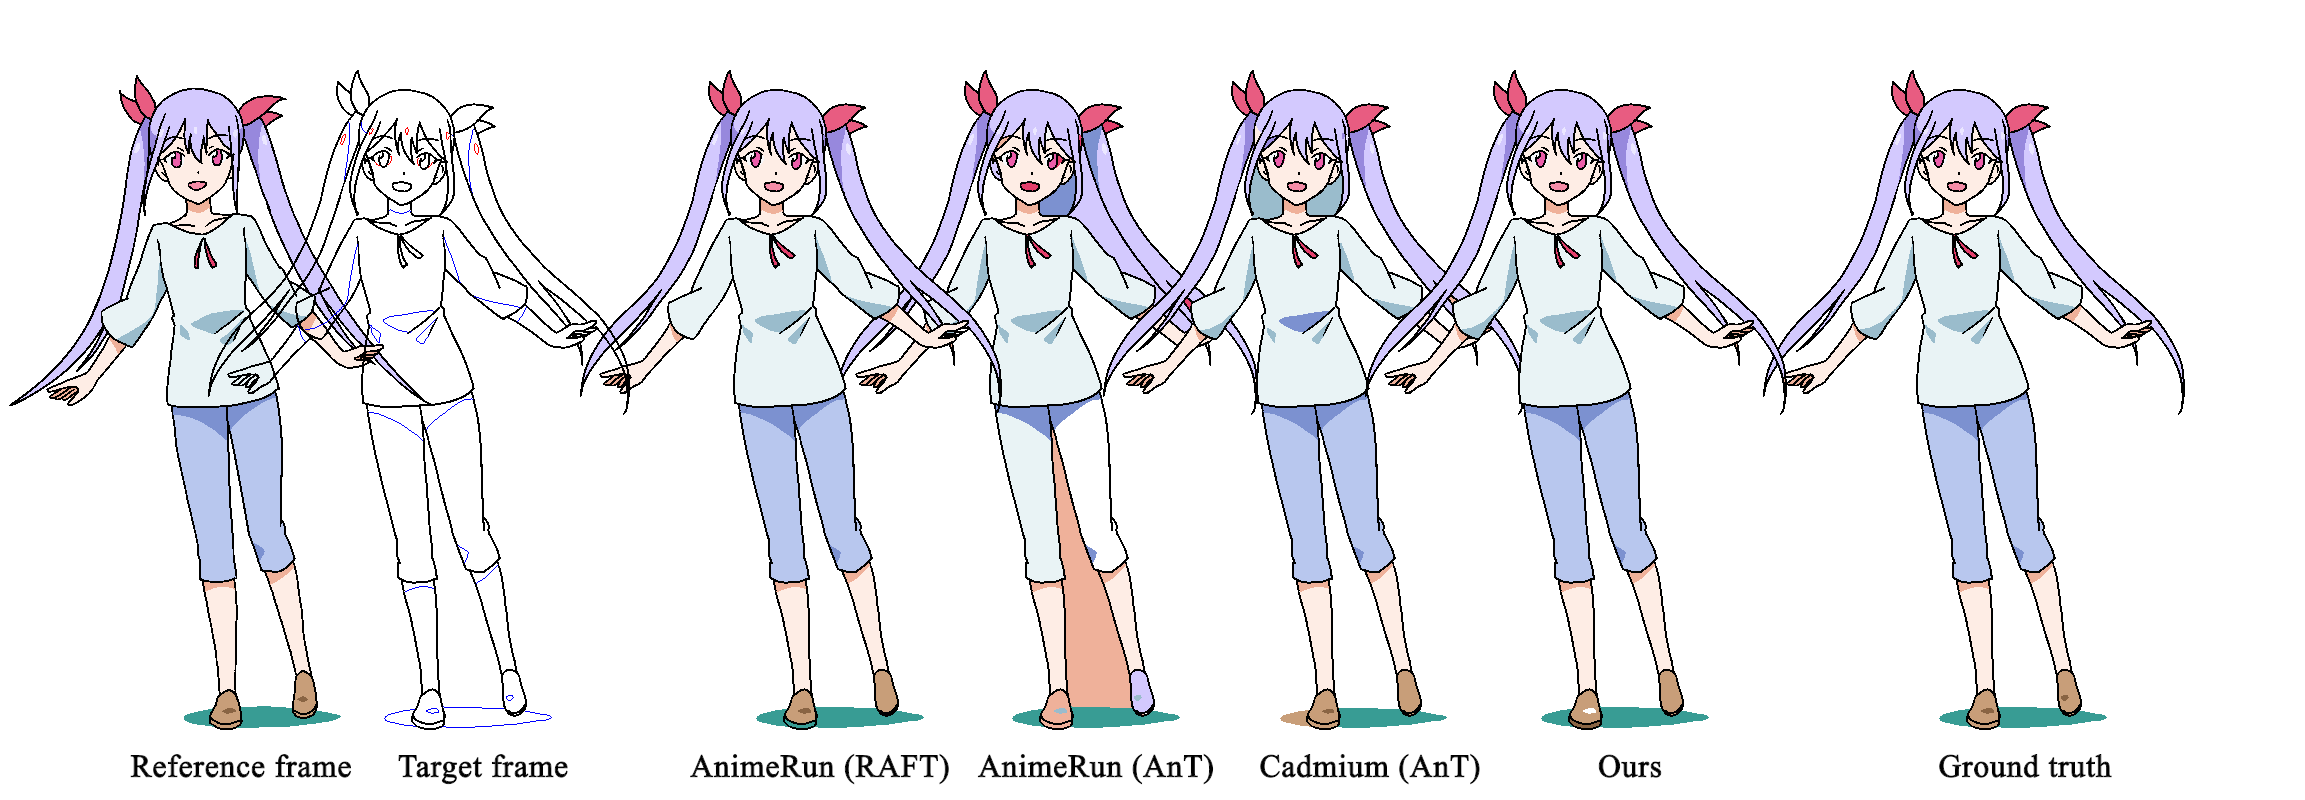 Reference frame
Target frame
AnimeRun (RAFT)
AnimeRun (AnT)
Cadmium (AnT)
Ours
Ground truth